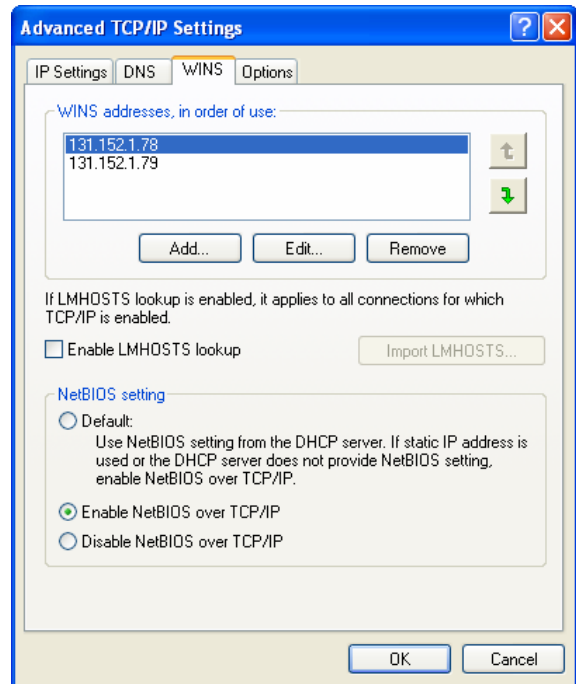 Advanced TCP/IP Settings
IP Settings DNS WINS Options
WINS addresses, in order of use:
131.152.1.78
131.152.1.79
Add... Edit... Remove
If LMHOSTS lookup is enabled, it applies to all connections for which
TCP/IP is enabled.
Enable LMHOSTS lookup Import LMHOSTS...
NetBIOS setting
Default:
Use NetBIOS setting from the DHCP server. If static IP address is
used or the DHCP server does not provide NetBIOS setting,
enable NetBIOS over TCP/IP.
Enable NetBIOS over TCP/IP
Disable NetBIOS over TCP/IP
OK Cancel